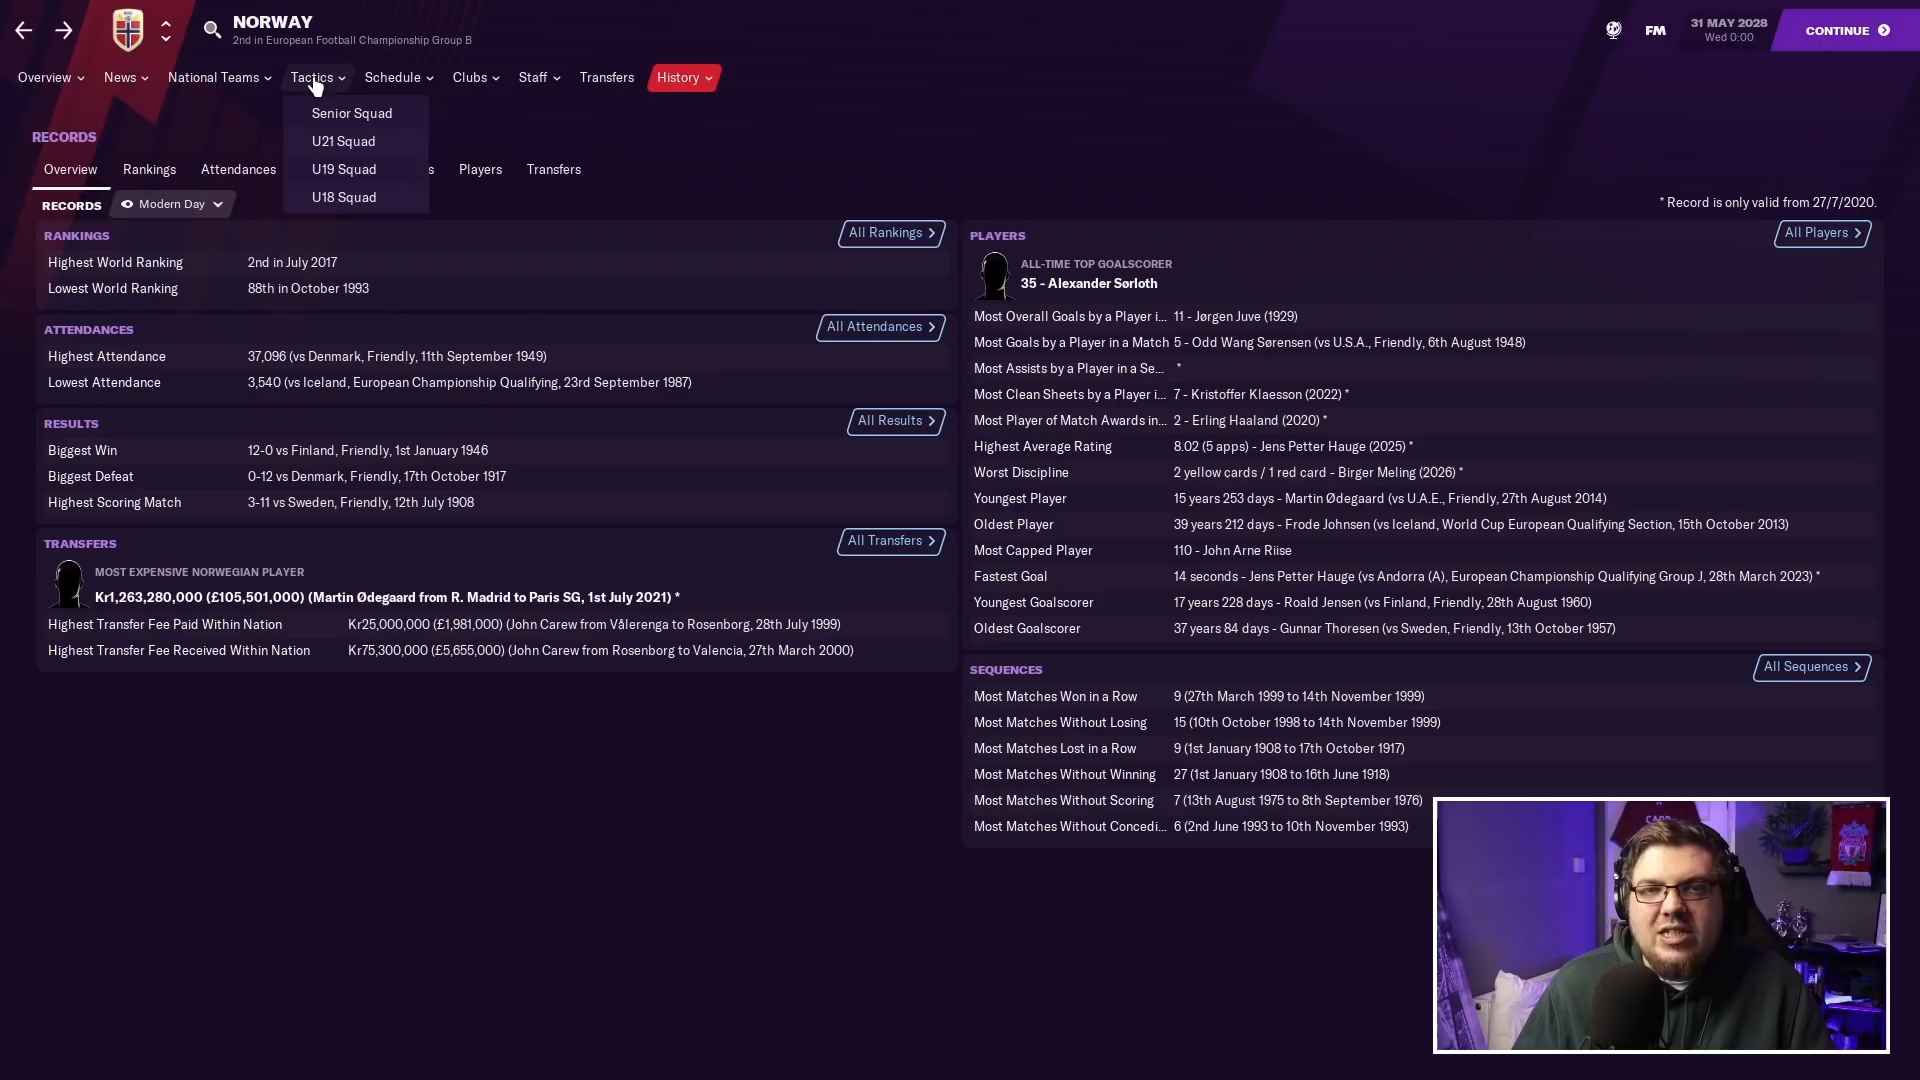 NORWAY
2nd in European Football Championship Group B
FM
31 MAY 2028
Wed 0:00
CONTINUE
Overview
News
National Teams
Tactics
Schedule
Clubs
Staff
Transfers
History
Senior Squad
U21 Squad
U19 Squad
U18 Squad
RECORDS
Overview
Rankings
Attendances
s
Players
Transfers
RECORDS
Modern Day
* Record is only valid from 27/7/2020.
RANKINGS
All Rankings
Highest World Ranking 2nd in July 2017
Lowest World Ranking 88th in October 1993
ATTENDANCES
All Attendances
Highest Attendance 37,096 (vs Denmark, Friendly, 11th September 1949)
Lowest Attendance 3,540 (vs Iceland, European Championship Qualifying, 23rd September 1987)
RESULTS
All Results
Biggest Win 12-0 vs Finland, Friendly, 1st January 1946
Biggest Defeat 0-12 vs Denmark, Friendly, 17th October 1917
Highest Scoring Match 3-11 vs Sweden, Friendly, 12th July 1908
TRANSFERS
All Transfers
MOST EXPENSIVE NORWEGIAN PLAYER
Kr1,263,280,000 (£105,501,000) (Martin Ødegaard from R. Madrid to Paris SG, 1st July 2021) *
Highest Transfer Fee Paid Within Nation Kr25,000,000 (£1,981,000) (John Carew from Vålerenga to Rosenborg, 28th July 1999)
Highest Transfer Fee Received Within Nation Kr75,300,000 (£5,655,000) (John Carew from Rosenborg to Valencia, 27th March 2000)
PLAYERS
All Players
ALL-TIME TOP GOALSCORER
35 - Alexander Sørloth
Most Overall Goals by a Player i... 11 - Jørgen Juve (1929)
Most Goals by a Player in a Match 5 - Odd Wang Sørensen (vs U.S.A., Friendly, 6th August 1948)
Most Assists by a Player in a Se... *
Most Clean Sheets by a Player i... 7 - Kristoffer Klaesson (2022) *
Most Player of Match Awards in... 2 - Erling Haaland (2020) *
Highest Average Rating 8.02 (5 apps) - Jens Petter Hauge (2025) *
Worst Discipline 2 yellow cards / 1 red card - Birger Meling (2026) *
Youngest Player 15 years 253 days - Martin Ødegaard (vs U.A.E., Friendly, 27th August 2014)
Oldest Player 39 years 212 days - Frode Johnsen (vs Iceland, World Cup European Qualifying Section, 15th October 2013)
Most Capped Player 110 - John Arne Riise
Fastest Goal 14 seconds - Jens Petter Hauge (vs Andorra (A), European Championship Qualifying Group J, 28th March 2023) *
Youngest Goalscorer 17 years 228 days - Roald Jensen (vs Finland, Friendly, 28th August 1960)
Oldest Goalscorer 37 years 84 days - Gunnar Thoresen (vs Sweden, Friendly, 13th October 1957)
SEQUENCES
All Sequences
Most Matches Won in a Row 9 (27th March 1999 to 14th November 1999)
Most Matches Without Losing 15 (10th October 1998 to 14th November 1999)
Most Matches Lost in a Row 9 (1st January 1908 to 17th October 1917)
Most Matches Without Winning 27 (1st January 1908 to 16th June 1918)
Most Matches Without Scoring 7 (13th August 1975 to 8th September 1976)
Most Matches Without Concedi... 6 (2nd June 1993 to 10th November 1993)